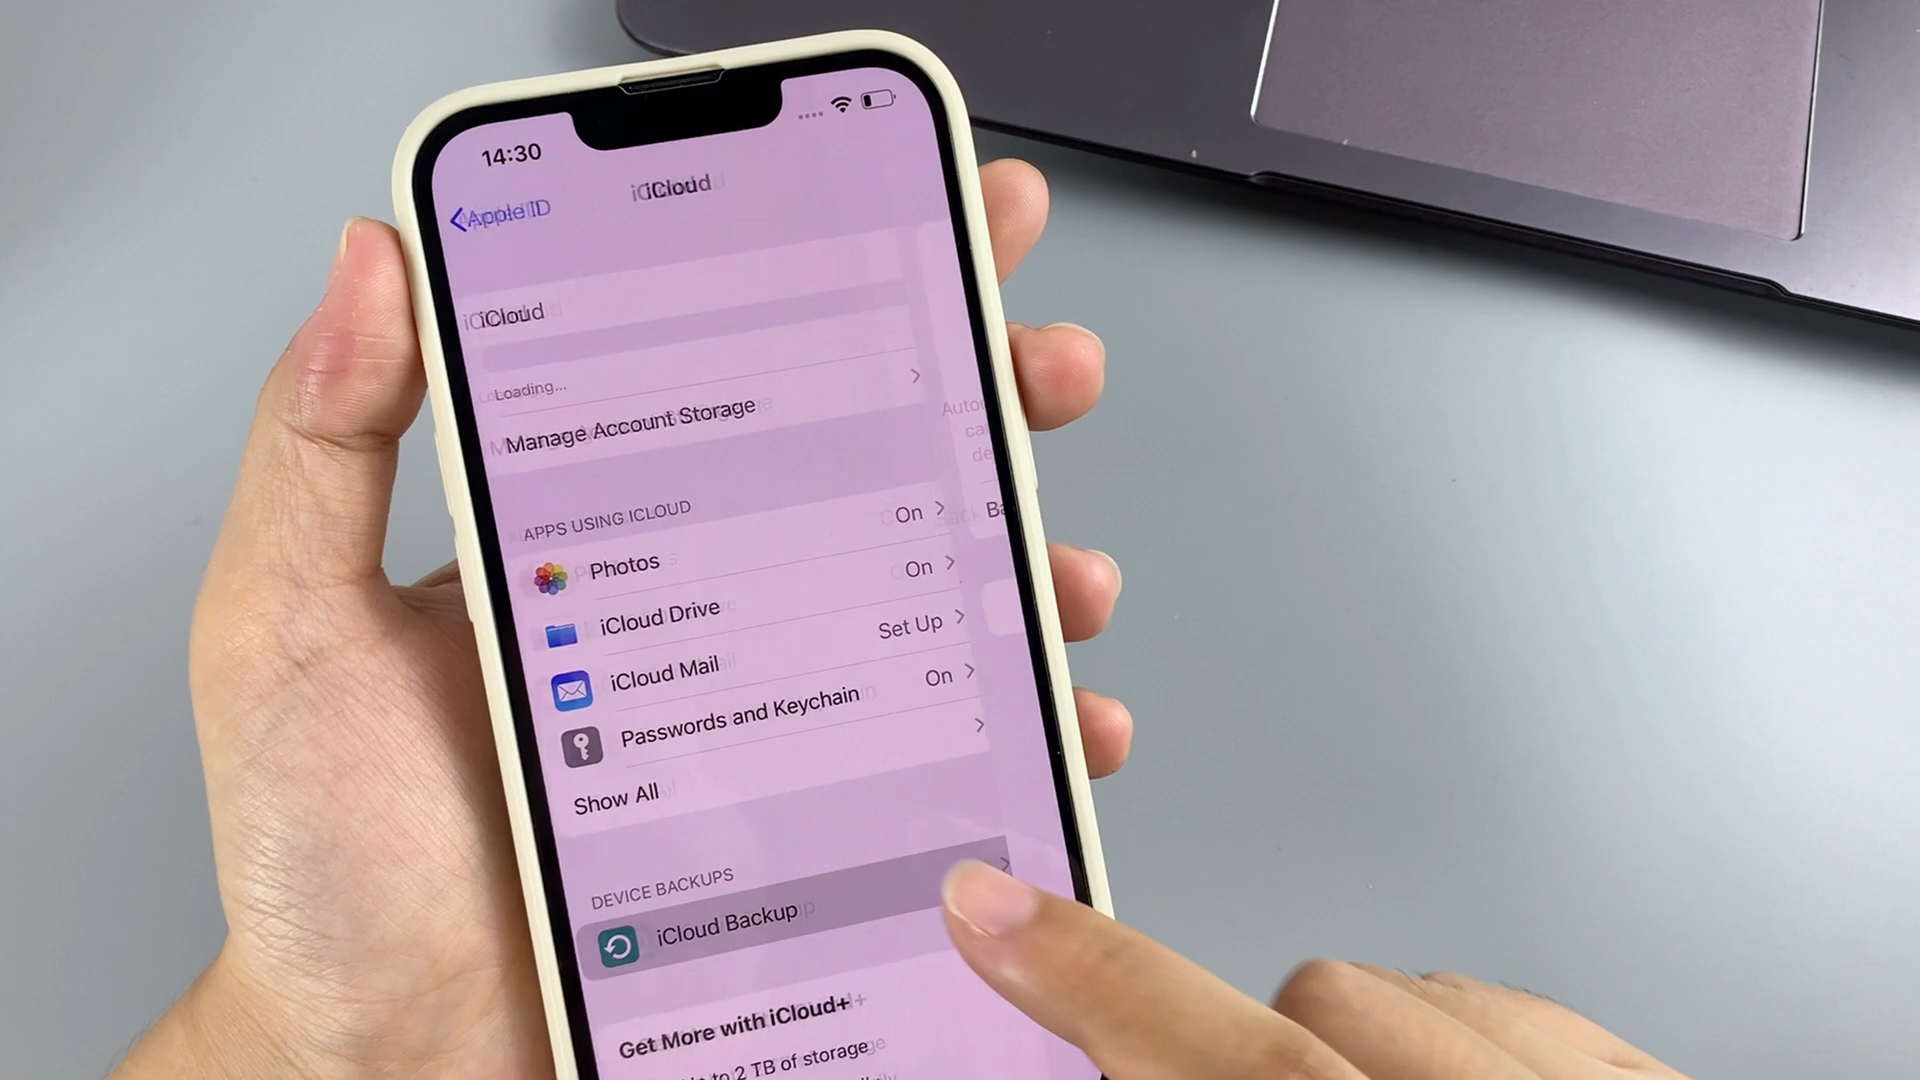 14:30
Apple ID
iCloud
iCloud
Loading...
Manage Account Storage
APPS USING ICLOUD
Photos On
iCloud Drive On
iCloud Mail Set Up
Passwords and Keychain On
Show All
DEVICE BACKUPS
iCloud Backup
Get More with iCloud+
to 2 TB of storage